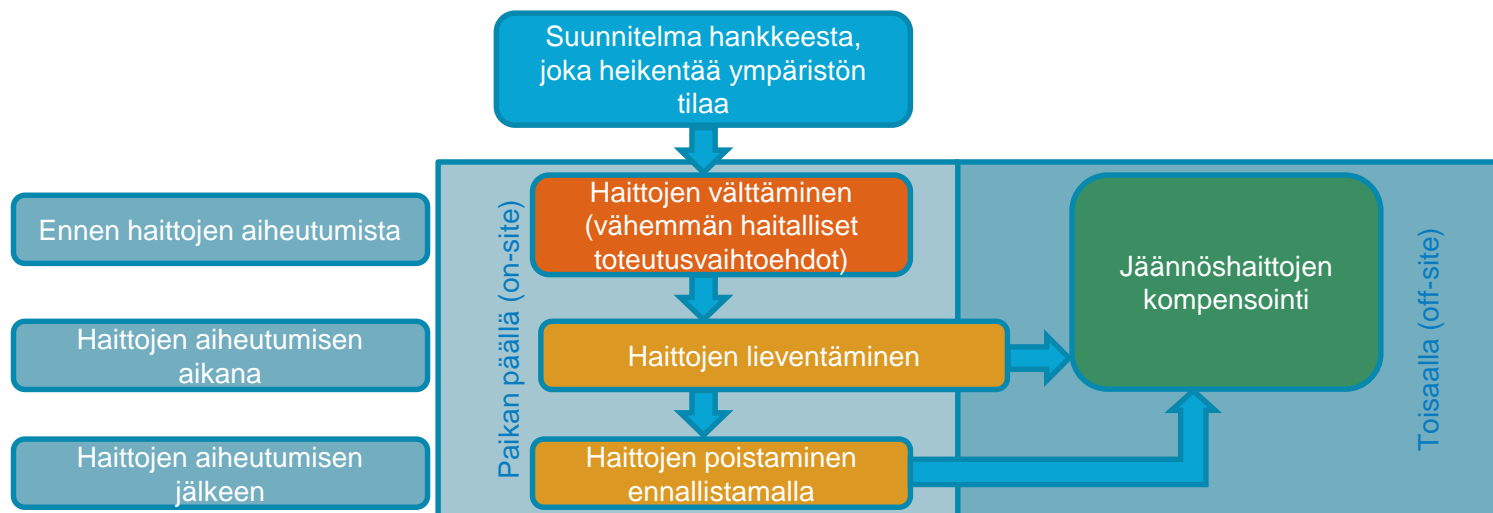 Suunnitelma hankkeesta,
joka heikentää ympäristön
tilaa
Ennen haittojen aiheutumista
Paikan päällä (on-site)
Haittojen välttäminen
(vähemmän haitalliset
toteutusvaihtoehdot)
Jäännöshaittojen
kompensointi
Toisaalla (off-site)
Haittojen aiheutumisen
aikana
Haittojen lieventäminen
Haittojen aiheutumisen
jälkeen
Haittojen poistaminen
ennallistamalla